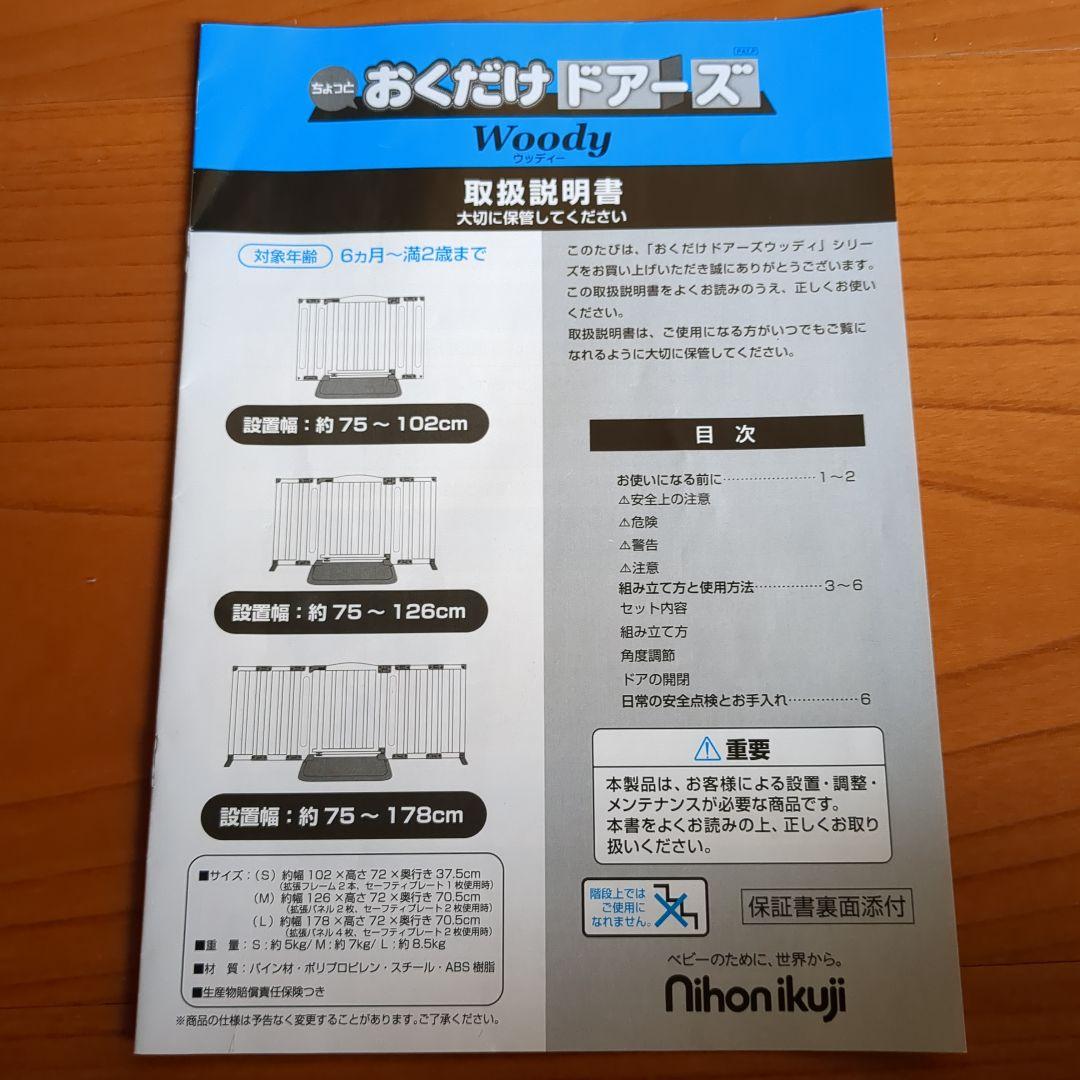 PAT.P
ちょっと おくだけドアーズ
Woody
ウッディー
取扱説明書
大切に保管してください
対象年齢 6ヵ月～満2歳まで
設置幅：約 75 ～ 102cm
設置幅：約 75 ～ 126cm
設置幅：約 75 ～ 178cm
■サイズ：（S）約幅 102 ×高さ 72 ×奥行き 37.5cm
（拡張フレーム 2 本、セーフティプレート 1 枚使用時）
（M）約幅 126 ×高さ 72 ×奥行き 70.5cm
（拡張パネル 2 枚、セーフティプレート 2 枚使用時）
（L）約幅 178 ×高さ 72 ×奥行き 70.5cm
（拡張パネル 4 枚、セーフティプレート 2 枚使用時）
■重 量：S：約 5kg/ M：約 7kg/ L：約 8.5kg
■材 質：パイン材・ポリプロピレン・スチール・ABS 樹脂
■生産物賠償責任保険つき
※商品の仕様は予告なく変更することがあります。ご了承ください。
このたびは、「おくだけドアーズウッディ」シリー
ズをお買い上げいただき誠にありがとうございます。
この取扱説明書をよくお読みのうえ、正しくお使い
ください。
取扱説明書は、ご使用になる方がいつでもご覧に
なれるように大切に保管してください。
目 次
お使いになる前に…………………1～2
⚠安全上の注意
⚠危険
⚠警告
⚠注意
組み立て方と使用方法……………3～6
セット内容
組み立て方
角度調節
ドアの開閉
日常の安全点検とお手入れ……………6
⚠重要
本製品は、お客様による設置・調整・
メンテナンスが必要な商品です。
本書をよくお読みの上、正しくお取り
扱いください。
階段上では
ご使用に
なれません。
保証書裏面添付
ベビーのために、世界から。
nihon ikuji